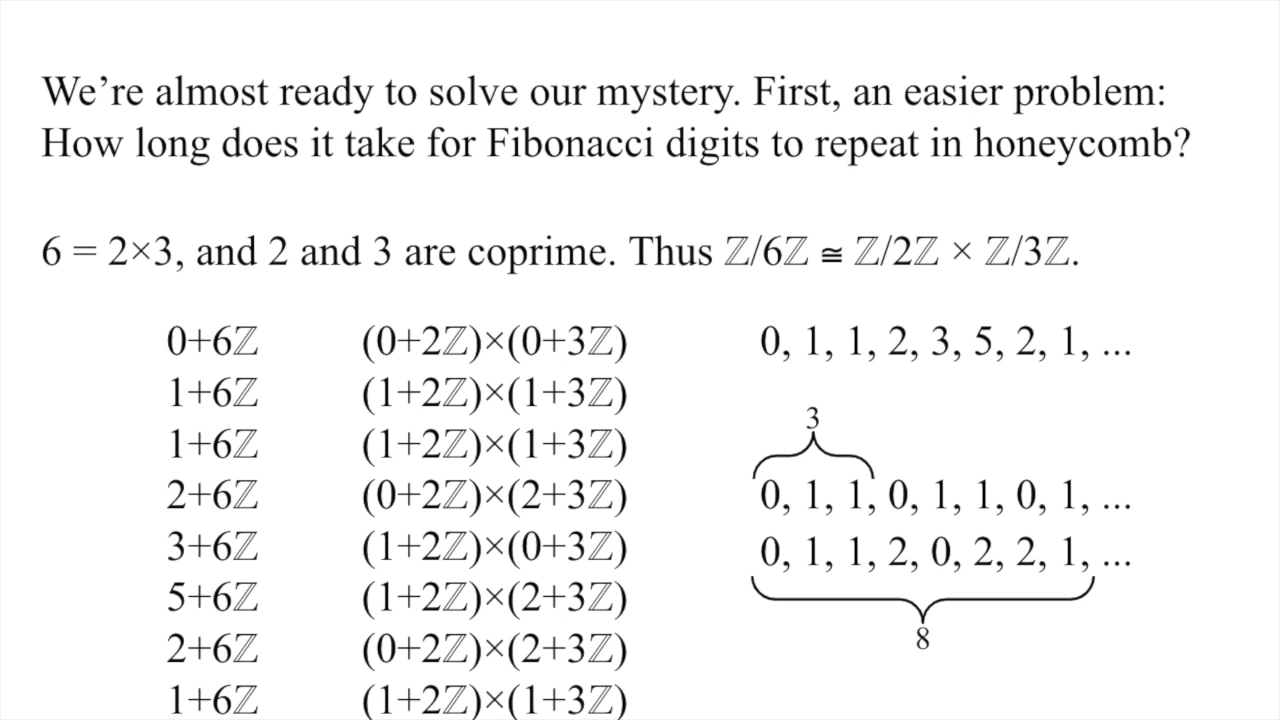 We’re almost ready to solve our mystery. First, an easier problem:
How long does it take for Fibonacci digits to repeat in honeycomb?
6 = 2×3, and 2 and 3 are coprime. Thus ℤ/6ℤ ≅ ℤ/2ℤ × ℤ/3ℤ.
0+6ℤ (0+2ℤ)×(0+3ℤ) 0, 1, 1, 2, 3, 5, 2, 1, ...
1+6ℤ (1+2ℤ)×(1+3ℤ)
3
1+6ℤ (1+2ℤ)×(1+3ℤ)
2+6ℤ (0+2ℤ)×(2+3ℤ) 0, 1, 1, 0, 1, 1, 0, 1, ...
3+6ℤ (1+2ℤ)×(0+3ℤ) 0, 1, 1, 2, 0, 2, 2, 1, ...
5+6ℤ (1+2ℤ)×(2+3ℤ)
2+6ℤ (0+2ℤ)×(2+3ℤ) 8
1+6ℤ (1+2ℤ)×(1+3ℤ)